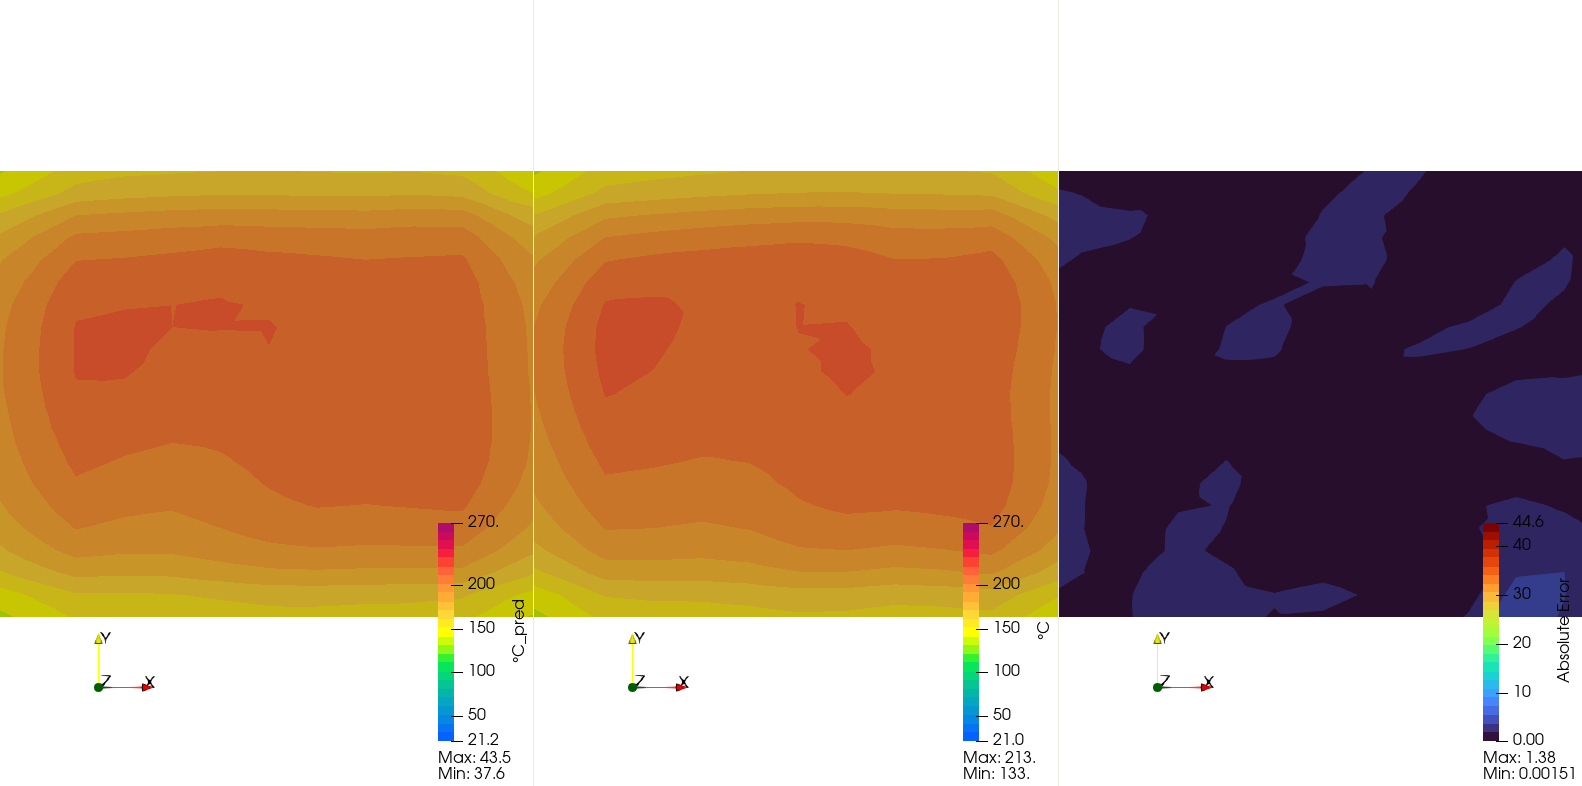 270.
200
150
100
50
21.2
°C_pred
Max: 43.5
Min: 37.6
Y
Z
X
270.
200
150
100
50
21.0
°C
Max: 213.
Min: 133.
Y
Z
X
44.6
40
30
20
10
0.00
Absolute Error
Max: 1.38
Min: 0.00151
Y
Z
X